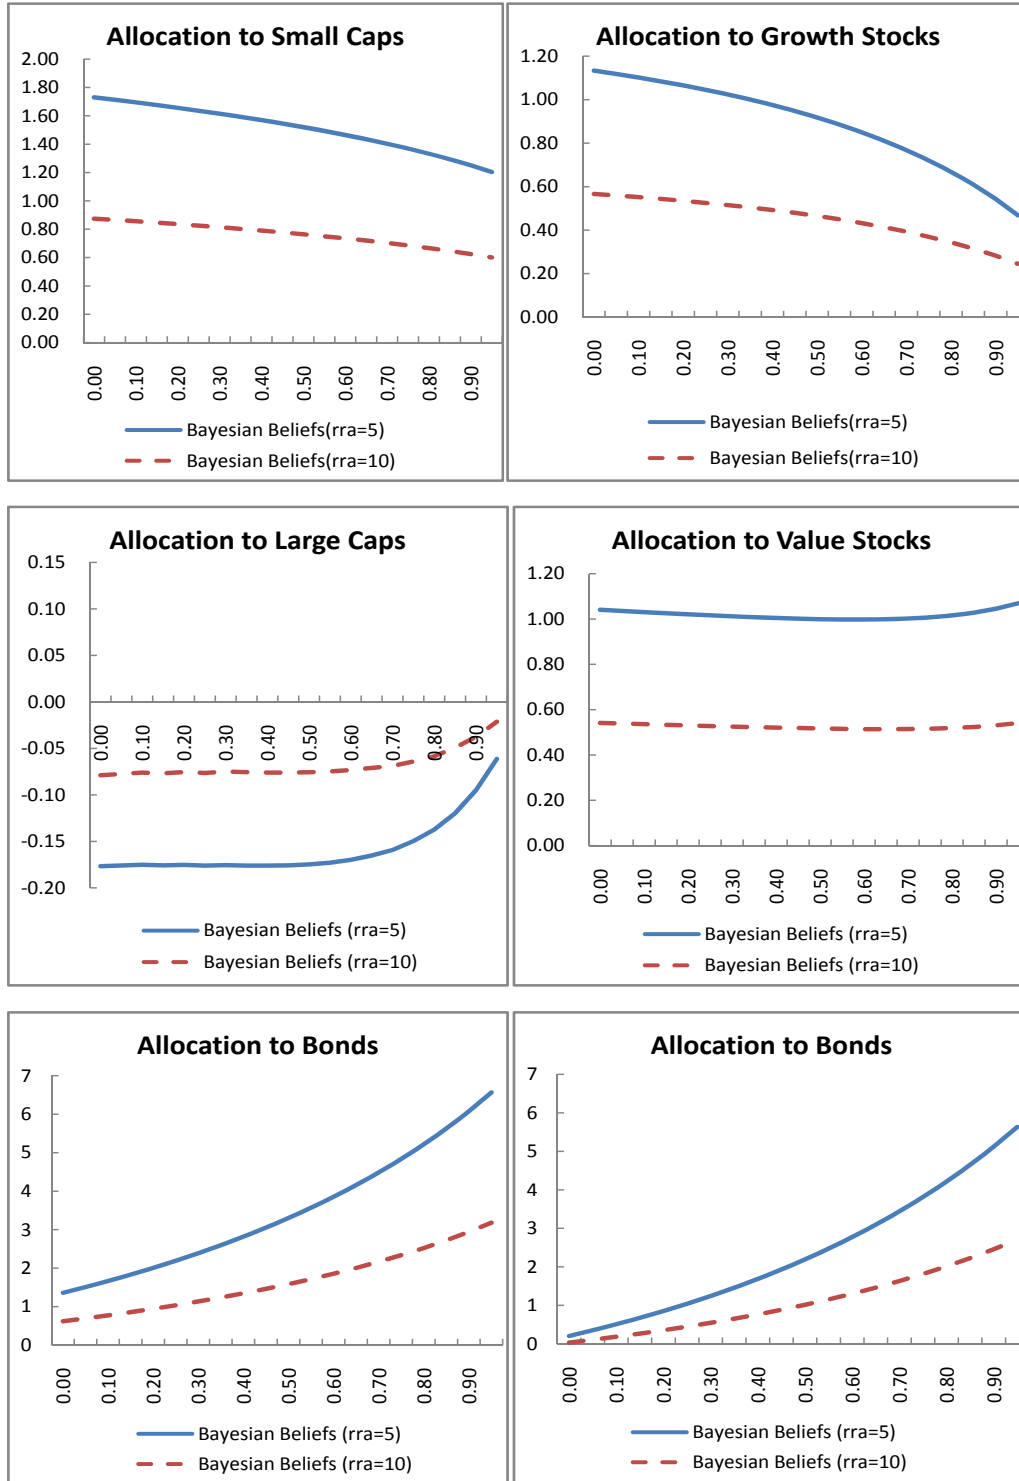 Allocation to Small Caps
2.00
1.80
1.60
1.40
1.20
1.00
0.80
0.60
0.40
0.20
0.00
0.00 0.10 0.20 0.30 0.40 0.50 0.60 0.70 0.80 0.90
Bayesian Beliefs(rra=5)
Bayesian Beliefs(rra=10)
Allocation to Growth Stocks
1.20
1.00
0.80
0.60
0.40
0.20
0.00
0.00 0.10 0.20 0.30 0.40 0.50 0.60 0.70 0.80 0.90
Bayesian Beliefs(rra=5)
Bayesian Beliefs(rra=10)
Allocation to Large Caps
0.15
0.10
0.05
0.00
-0.05
-0.10
-0.15
-0.20
0.00 0.10 0.20 0.30 0.40 0.50 0.60 0.70 0.80 0.90
Bayesian Beliefs (rra=5)
Bayesian Beliefs (rra=10)
Allocation to Value Stocks
1.20
1.00
0.80
0.60
0.40
0.20
0.00
0.00 0.10 0.20 0.30 0.40 0.50 0.60 0.70 0.80 0.90
Bayesian Beliefs (rra=5)
Bayesian Beliefs (rra=10)
Allocation to Bonds
7
6
5
4
3
2
1
0
0.00 0.10 0.20 0.30 0.40 0.50 0.60 0.70 0.80 0.90
Bayesian Beliefs (rra=5)
Bayesian Beliefs (rra=10)
Allocation to Bonds
7
6
5
4
3
2
1
0
0.00 0.10 0.20 0.30 0.40 0.50 0.60 0.70 0.80 0.90
Bayesian Beliefs (rra=5)
Bayesian Beliefs (rra=10)